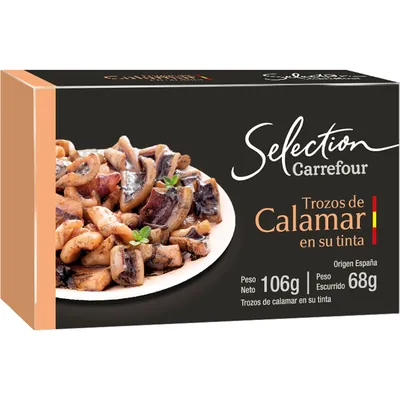 Selection
Carrefour
Trozos de
Calamar
en su tinta
Origen España
Peso Neto 106g | Peso Escurrido 68g
Trozos de calamar en su tinta